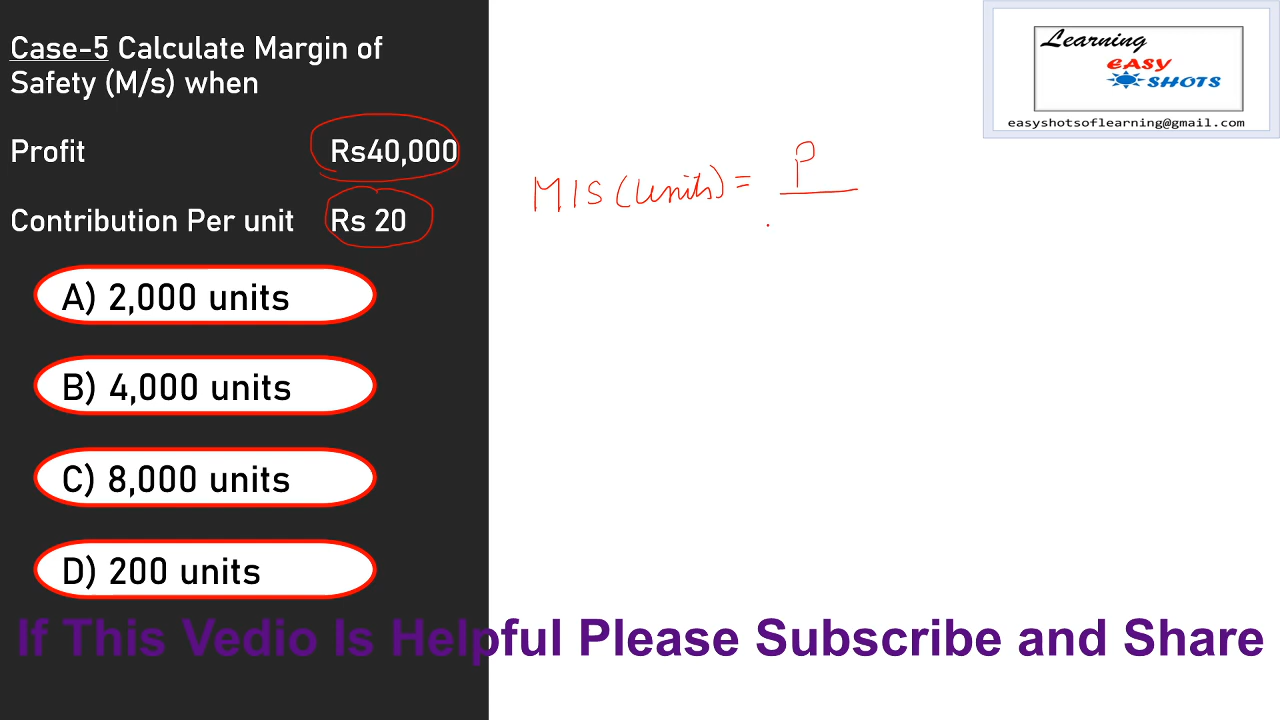 Case-5 Calculate Margin of
Safety (M/s) when
Profit Rs40,000
Contribution Per unit Rs 20
A) 2,000 units
B) 4,000 units
C) 8,000 units
D) 200 units
M/S (units) = P
Learning
EASY
SHOTS
easyshotsoflearning@gmail.com
If This Vedio Is Helpful Please Subscribe and Share